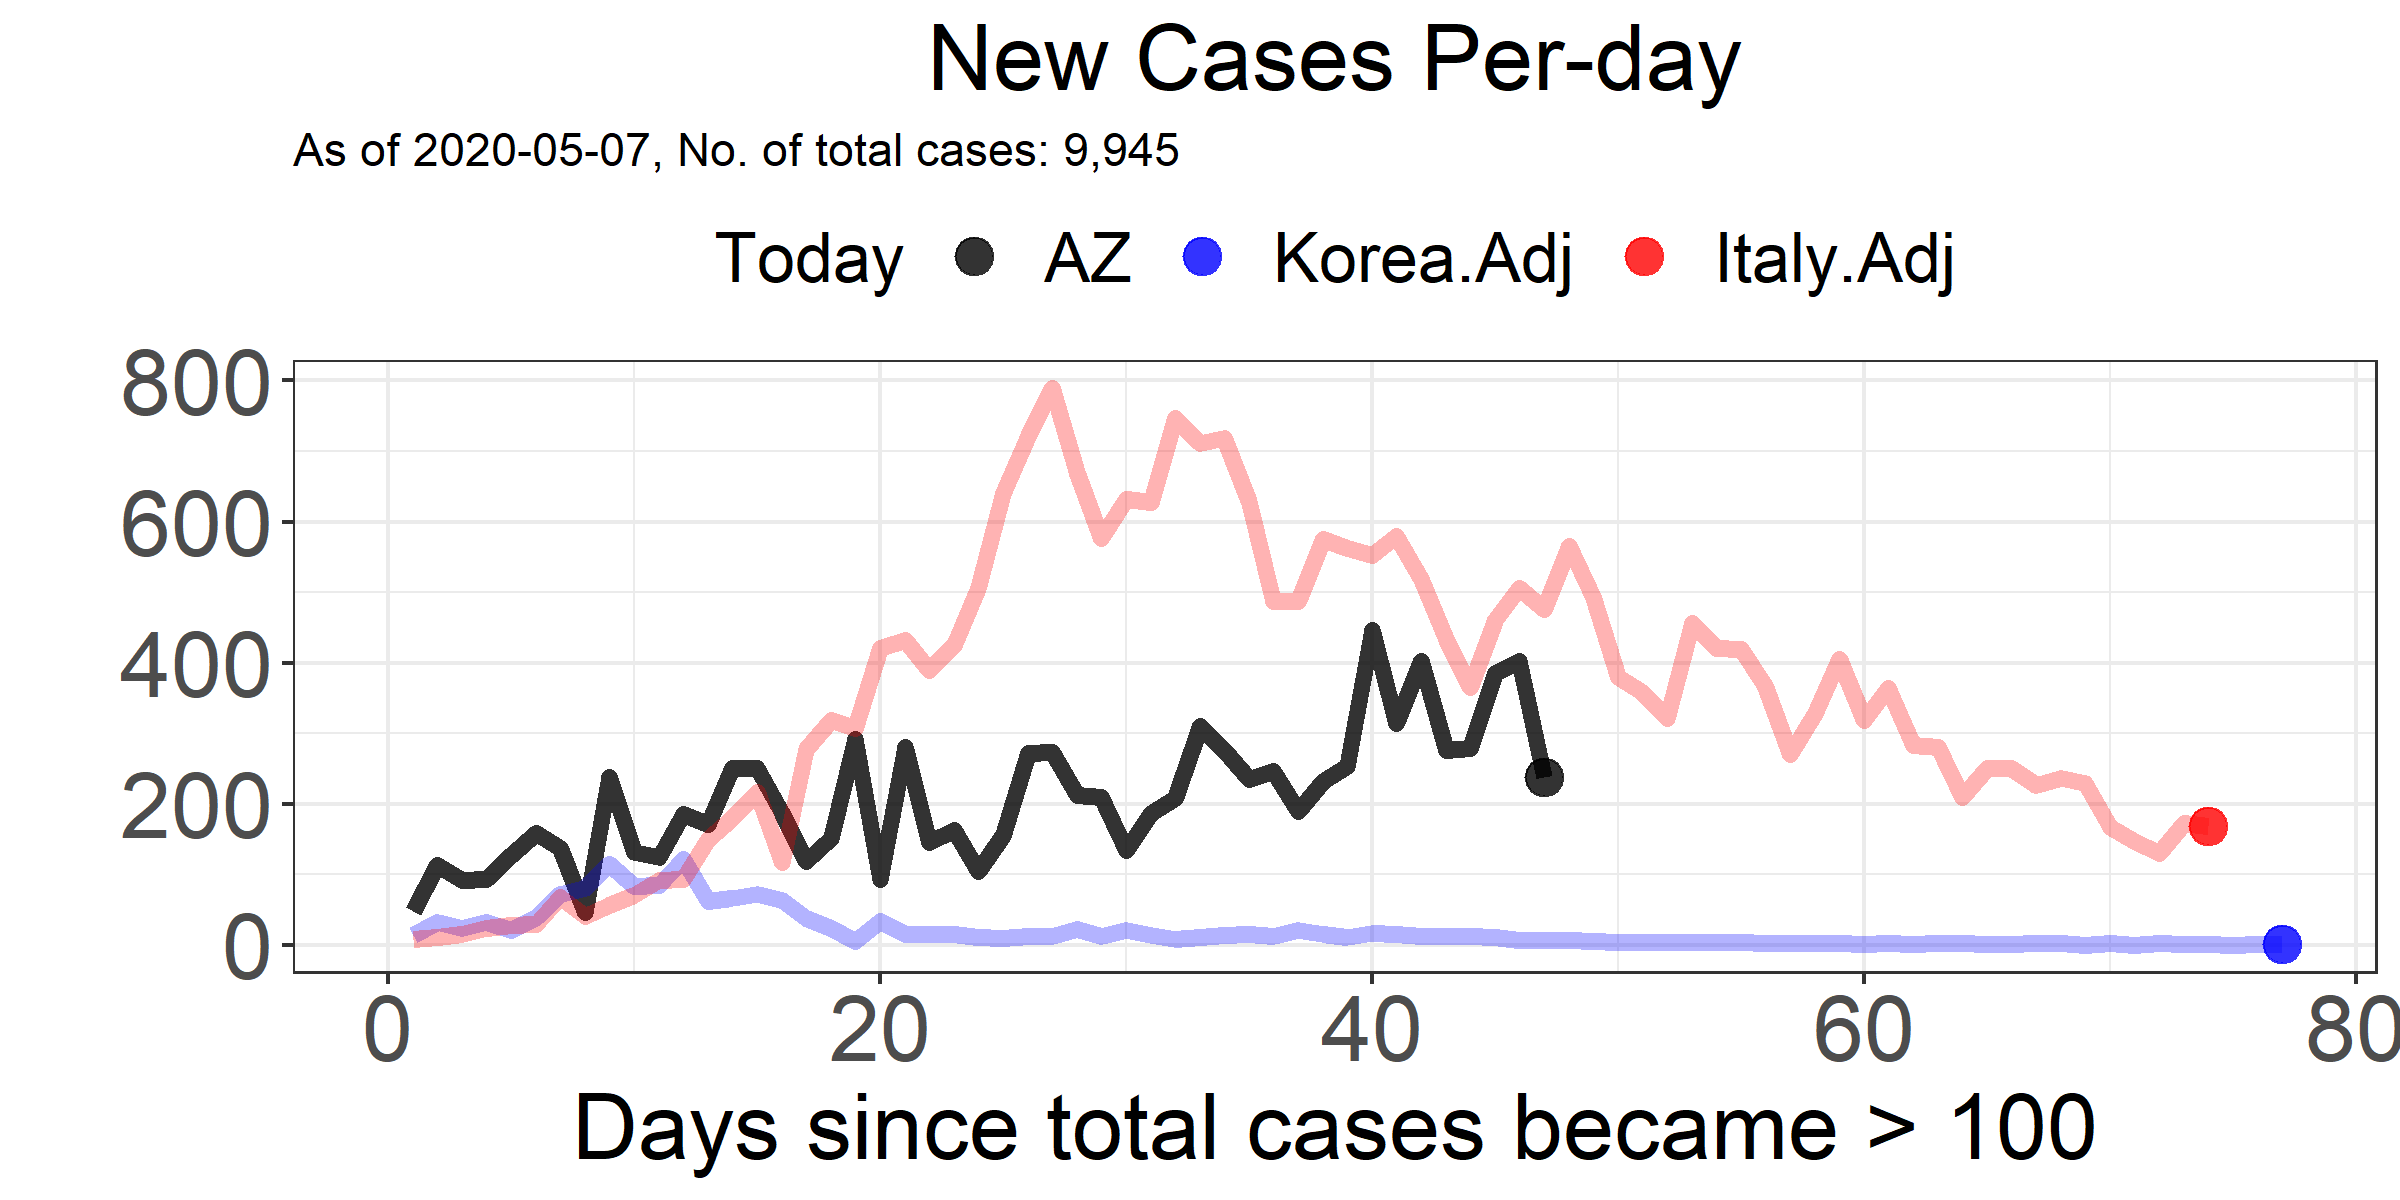 New Cases Per-day
As of 2020-05-07, No. of total cases: 9,945
Today AZ Korea.Adj Italy.Adj
800
600
400
200
0
0 20 40 60 80
Days since total cases became > 100